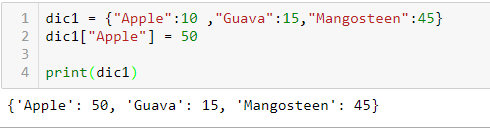 1 dic1 = {"Apple":10 ,"Guava":15,"Mangosteen":45}
2 dic1["Apple"] = 50
3
4 print(dic1)
{'Apple': 50, 'Guava': 15, 'Mangosteen': 45}